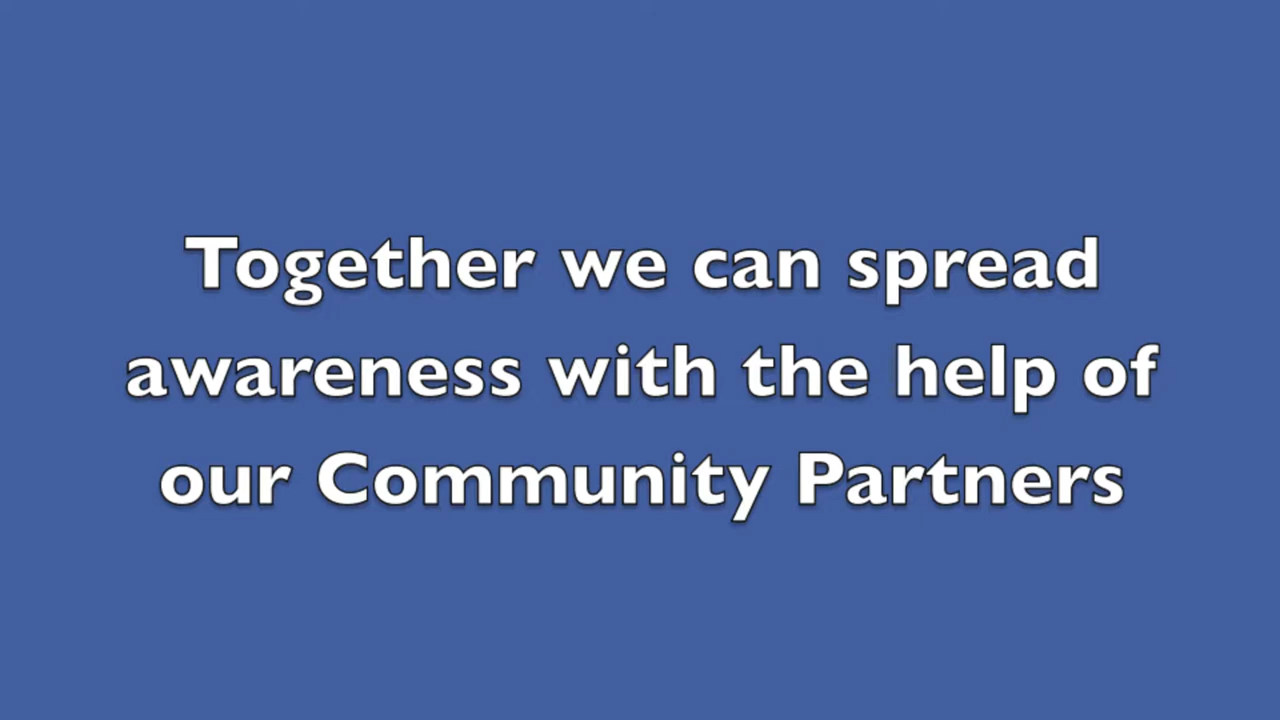 Together we can spread
awareness with the help of
our Community Partners